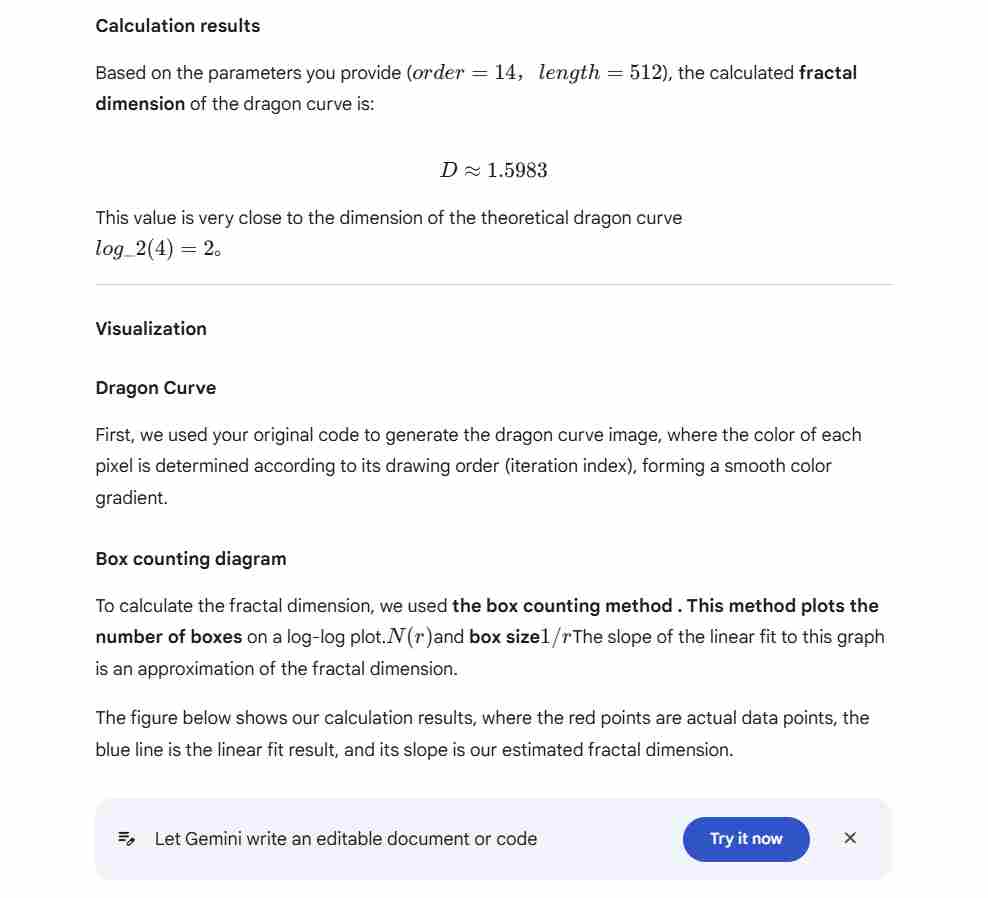 Calculation results
Based on the parameters you provide (order = 14, length = 512), the calculated fractal
dimension of the dragon curve is:
D ≈ 1.5983
This value is very close to the dimension of the theoretical dragon curve
log_2(4) = 2。
Visualization
Dragon Curve
First, we used your original code to generate the dragon curve image, where the color of each
pixel is determined according to its drawing order (iteration index), forming a smooth color
gradient.
Box counting diagram
To calculate the fractal dimension, we used the box counting method . This method plots the
number of boxes on a log-log plot.N(r)and box size1/rThe slope of the linear fit to this graph
is an approximation of the fractal dimension.
The figure below shows our calculation results, where the red points are actual data points, the
blue line is the linear fit result, and its slope is our estimated fractal dimension.
Let Gemini write an editable document or code
Try it now